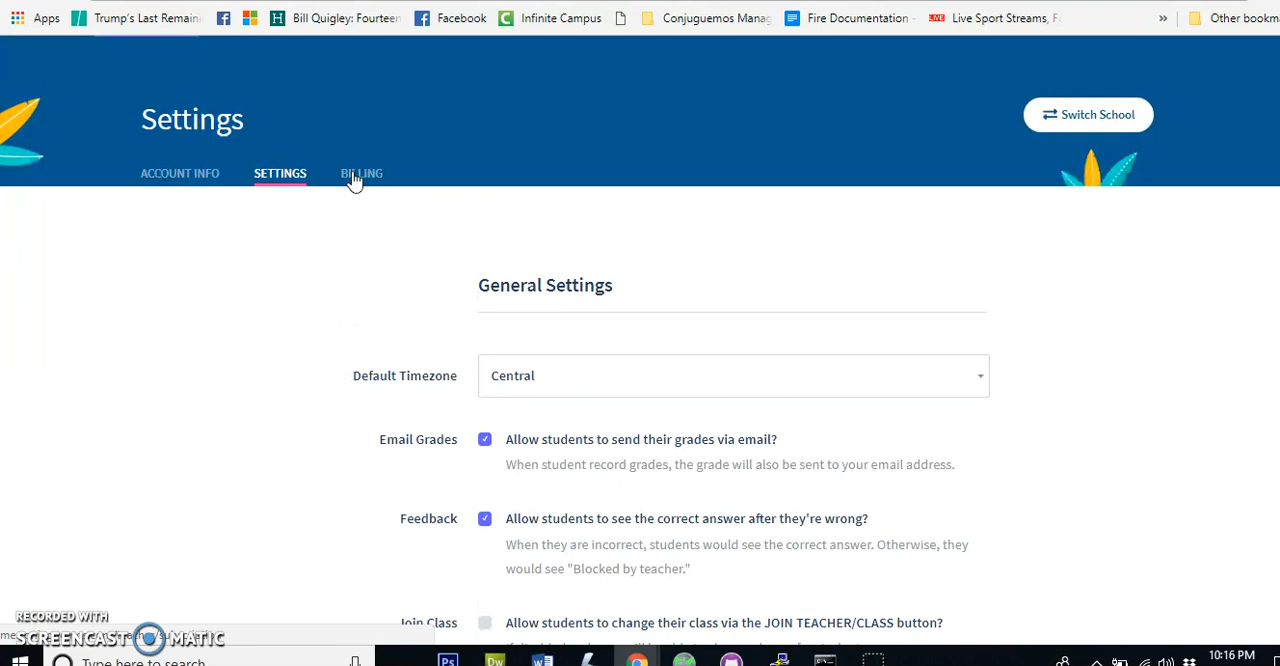 Apps Trump's Last Remaini Bill Quigley: Fourteen Facebook Infinite Campus Conjuguemos Manag Fire Documentation - LIVE Live Sport Streams, F » Other bookm
Settings
Switch School
ACCOUNT INFO SETTINGS BILLING
General Settings
Default Timezone Central
Email Grades Allow students to send their grades via email?
When student record grades, the grade will also be sent to your email address.
Feedback Allow students to see the correct answer after they're wrong?
When they are incorrect, students would see the correct answer. Otherwise, they
would see "Blocked by teacher."
Join Class Allow students to change their class via the JOIN TEACHER/CLASS button?
RECORDED WITH
SCREENCAST MATIC
Type here to search
Ps Dw
10:16 PM